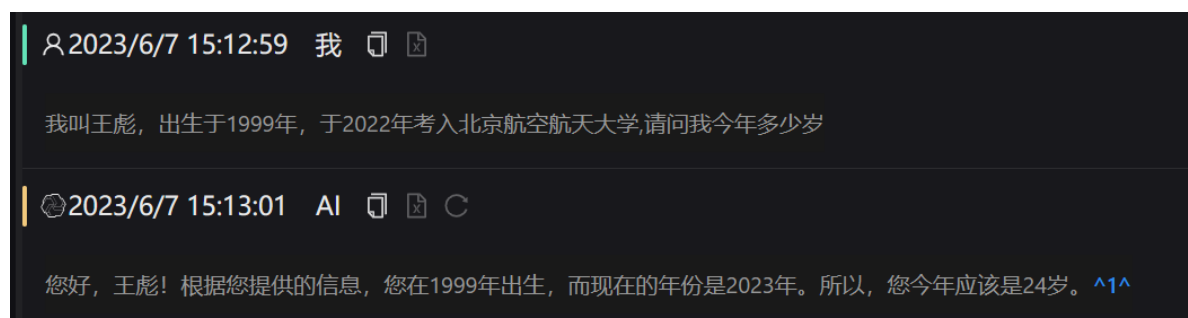 2023/6/7 15:12:59 我
我叫王彪，出生于1999年，于2022年考入北京航空航天大学,请问我今年多少岁
2023/6/7 15:13:01 AI
您好，王彪！根据您提供的信息，您在1999年出生，而现在的年份是2023年。所以，您今年应该是24岁。^1^